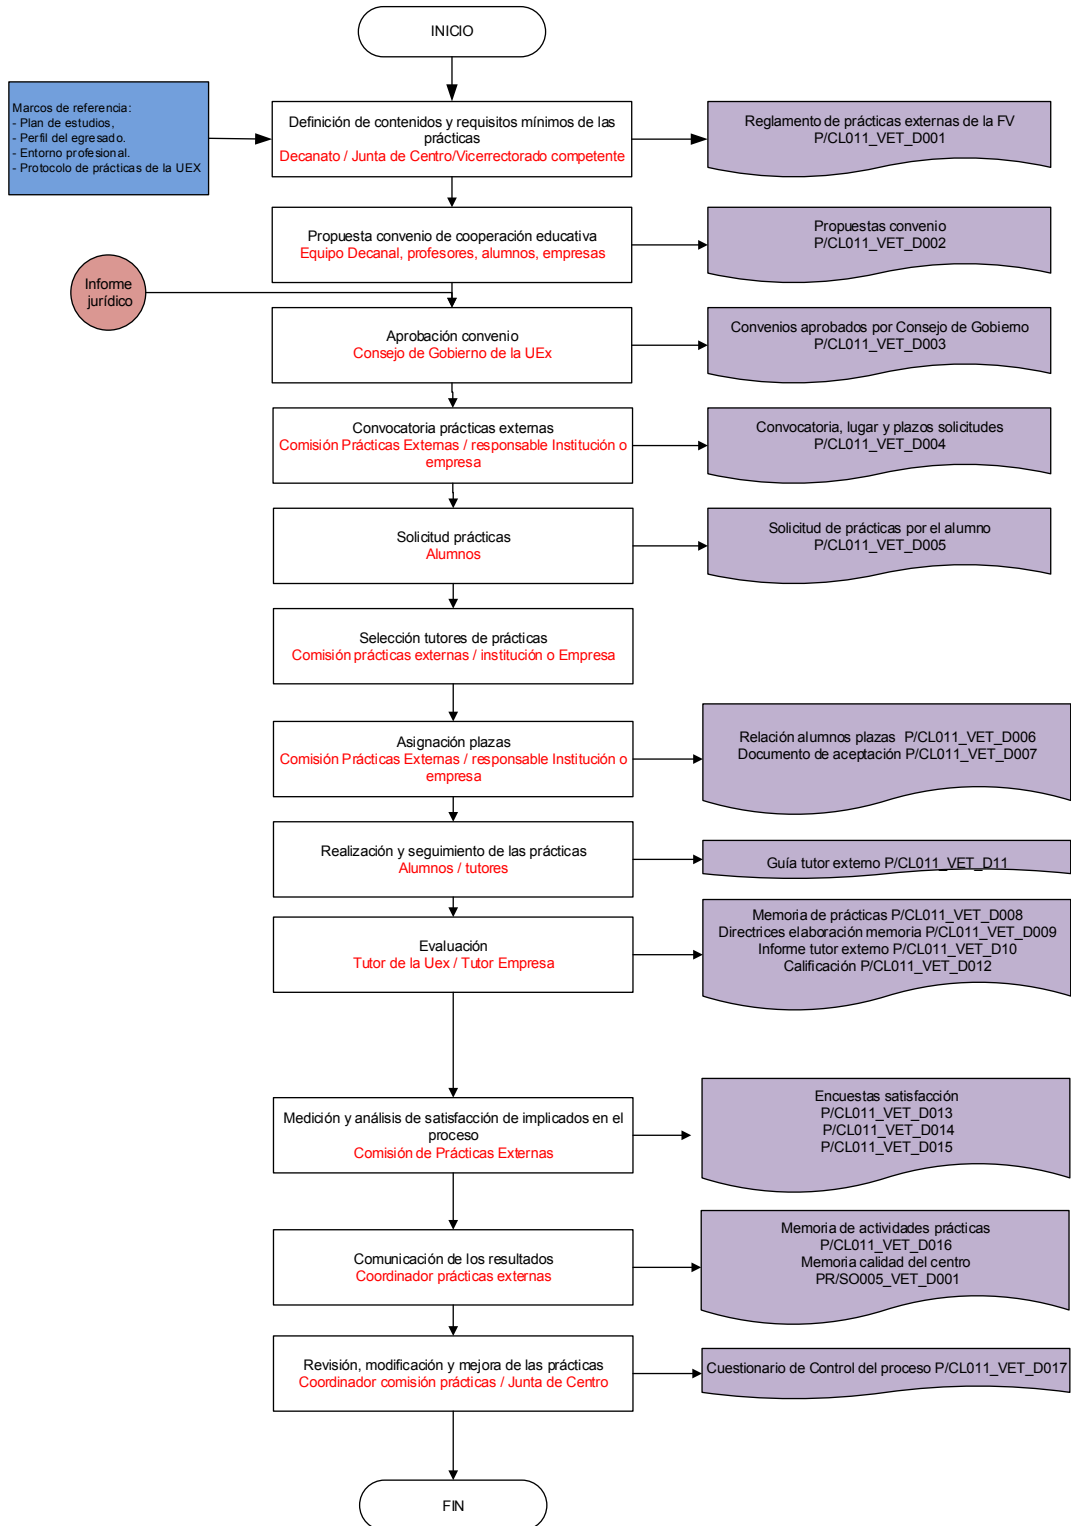 INICIO
Marcos de referencia:
- Plan de estudios,
- Perfil del egresado.
- Entorno profesional.
- Protocolo de prácticas de la UEX
Definición de contenidos y requisitos mínimos de las
prácticas
Decanato / Junta de Centro/Vicerrectorado competente
Reglamento de prácticas externas de la FV
P/CL011_VET_D001
Propuesta convenio de cooperación educativa
Equipo Decanal, profesores, alumnos, empresas
Propuestas convenio
P/CL011_VET_D002
Informe
jurídico
Aprobación convenio
Consejo de Gobierno de la UEx
Convenios aprobados por Consejo de Gobierno
P/CL011_VET_D003
Convocatoria prácticas externas
Comisión Prácticas Externas / responsable Institución o
empresa
Convocatoria, lugar y plazos solicitudes
P/CL011_VET_D004
Solicitud prácticas
Alumnos
Solicitud de prácticas por el alumno
P/CL011_VET_D005
Selección tutores de prácticas
Comisión prácticas externas / institución o Empresa
Asignación plazas
Comisión Prácticas Externas / responsable Institución o
empresa
Relación alumnos plazas P/CL011_VET_D006
Documento de aceptación P/CL011_VET_D007
Realización y seguimiento de las prácticas
Alumnos / tutores
Guía tutor externo P/CL011_VET_D11
Evaluación
Tutor de la Uex / Tutor Empresa
Memoria de prácticas P/CL011_VET_D008
Directrices elaboración memoria P/CL011_VET_D009
Informe tutor externo P/CL011_VET_D10
Calificación P/CL011_VET_D012
Medición y análisis de satisfacción de implicados en el
proceso
Comisión de Prácticas Externas
Encuestas satisfacción
P/CL011_VET_D013
P/CL011_VET_D014
P/CL011_VET_D015
Comunicación de los resultados
Coordinador prácticas externas
Memoria de actividades prácticas
P/CL011_VET_D016
Memoria calidad del centro
PR/SO005_VET_D001
Revisión, modificación y mejora de las prácticas
Coordinador comisión prácticas / Junta de Centro
Cuestionario de Control del proceso P/CL011_VET_D017
FIN